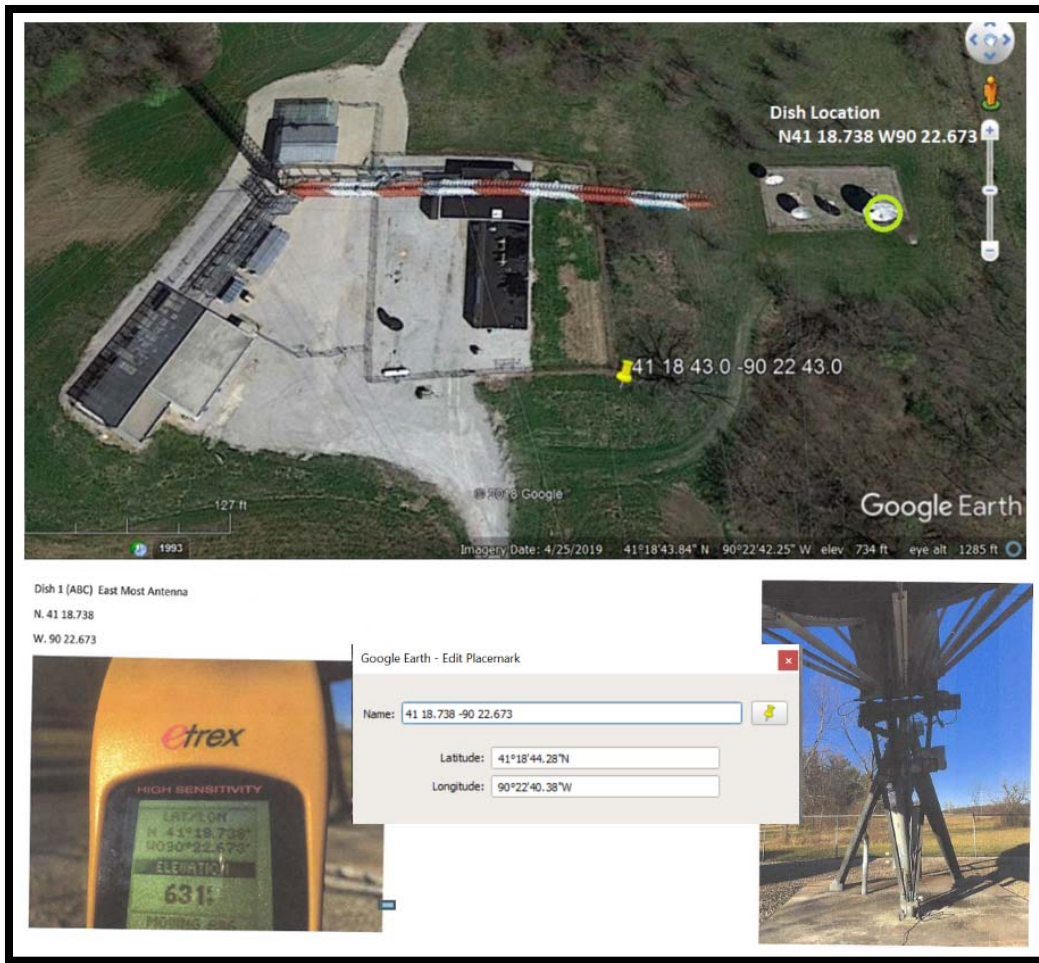 Dish Location
N41 18.738 W90 22.673
41 18 43.0 -90 22 43.0
© 2018 Google
Google Earth
127 ft
1993
Imagery Date: 4/25/2019 41°18'43.84" N 90°22'42.25" W elev 734 ft eye alt 1285 ft
Dish 1 (ABC) East Most Antenna
N. 41 18.738
W. 90 22.673
Google Earth - Edit Placemark
Name: 41 18.738 -90 22.673
Latitude: 41°18'44.28"N
Longitude: 90°22'40.38"W
etrex
HIGH SENSITIVITY
LAT/LON
N 41°18.738'
W090°22.673'
ELEVATION
631